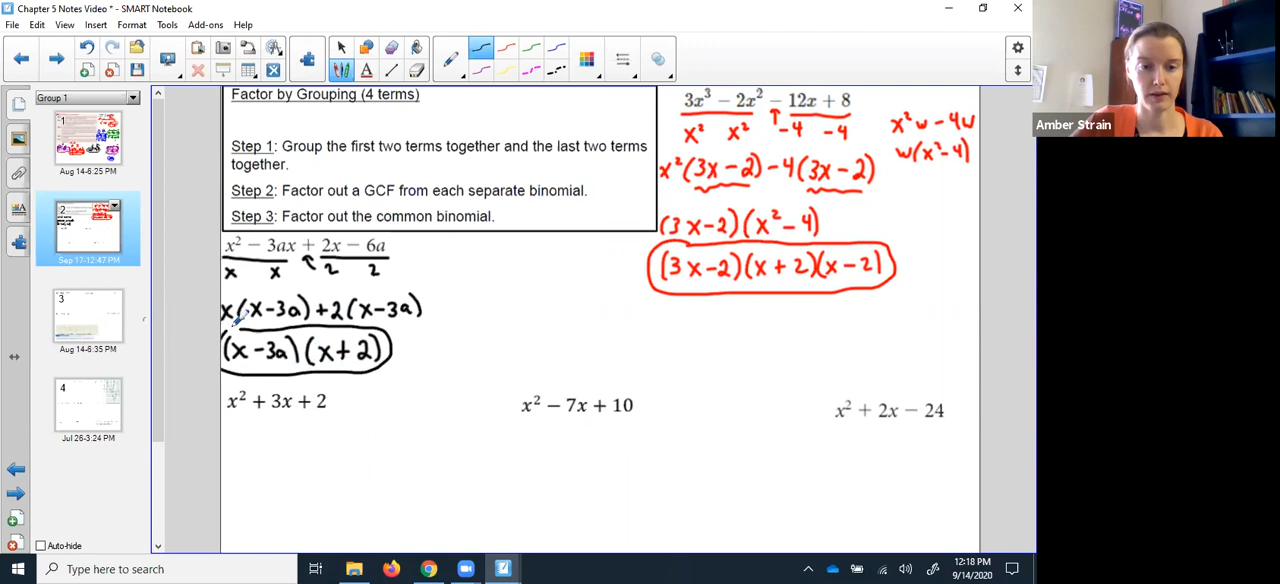 Chapter 5 Notes Video * - SMART Notebook
File Edit View Insert Format Tools Add-ons Help
Group 1
1
Aug 14-6:25 PM
2
Sep 17-12:47 PM
3
Aug 14-6:35 PM
4
Jul 26-3:24 PM
Auto-hide
Factor by Grouping (4 terms)
Step 1: Group the first two terms together and the last two terms
together.
Step 2: Factor out a GCF from each separate binomial.
Step 3: Factor out the common binomial.
x² − 3ax + 2x − 6a
x x 2 2
x(x-3a)+2(x-3a)
(x-3a)(x+2)
3x³ − 2x² − 12x + 8
x² x² -4 -4
x²(3x-2)-4(3x-2)
(3x-2)(x²-4)
(3x-2)(x+2)(x-2)
x²w-4w
w(x²-4)
x² + 3x + 2
x² − 7x + 10
x² + 2x − 24
Amber Strain
Type here to search
12:18 PM
9/14/2020